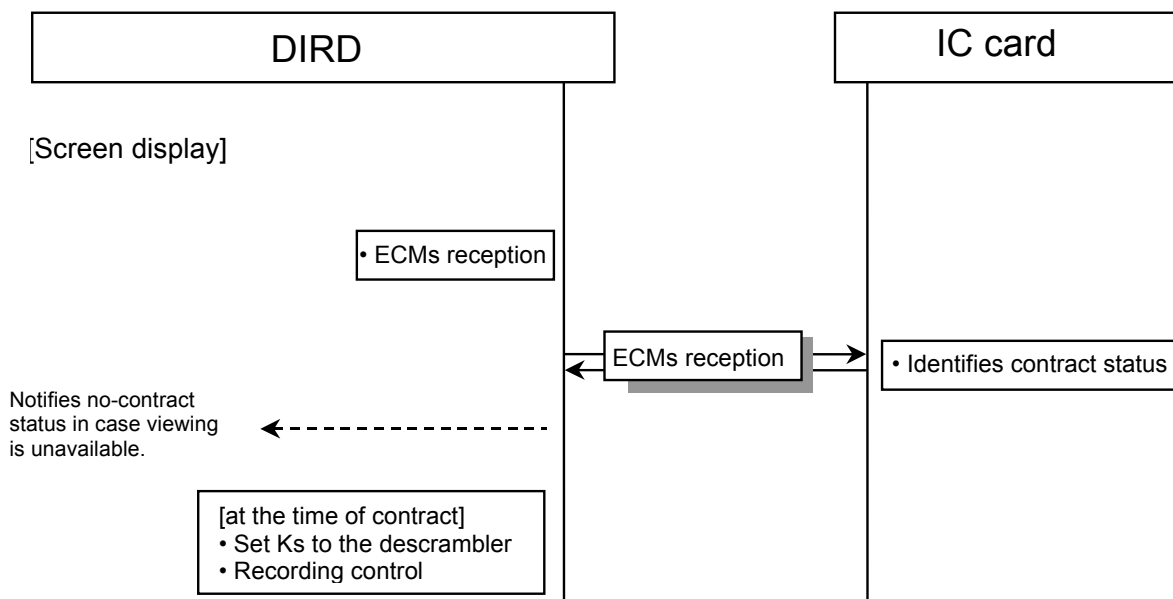 DIRD
IC card
[Screen display]
• ECMs reception
ECMs reception
• Identifies contract status
Notifies no-contract
status in case viewing
is unavailable.
[at the time of contract]
• Set Ks to the descrambler
• Recording control